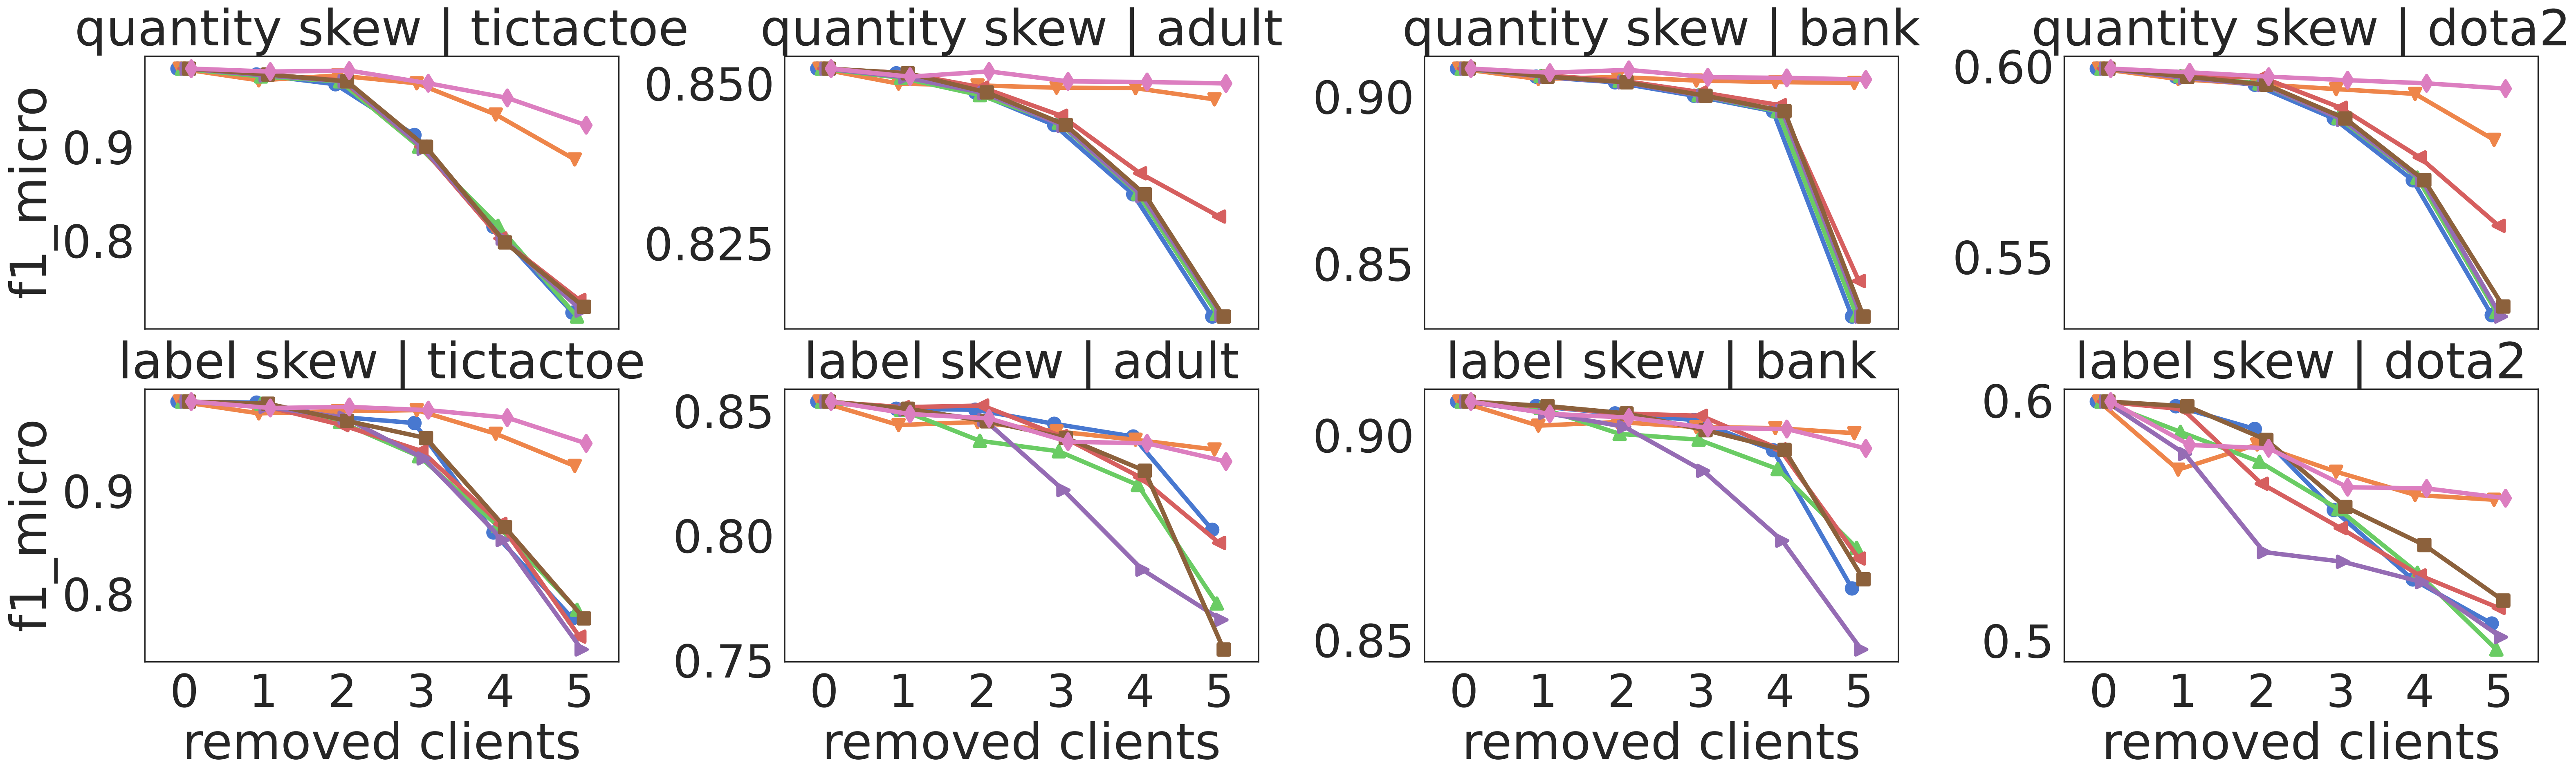 quantity skew | tictactoe
quantity skew | adult
quantity skew | bank
quantity skew | dota2
f1_micro
0.9
0.8
0.850
0.825
0.90
0.85
0.60
0.55
label skew | tictactoe
label skew | adult
label skew | bank
label skew | dota2
f1_micro
0.9
0.8
0.85
0.80
0.75
0.90
0.85
0.6
0.5
0 1 2 3 4 5
0 1 2 3 4 5
0 1 2 3 4 5
0 1 2 3 4 5
removed clients
removed clients
removed clients
removed clients